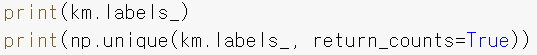 print(km.labels_)
print(np.unique(km.labels_, return_counts=True))